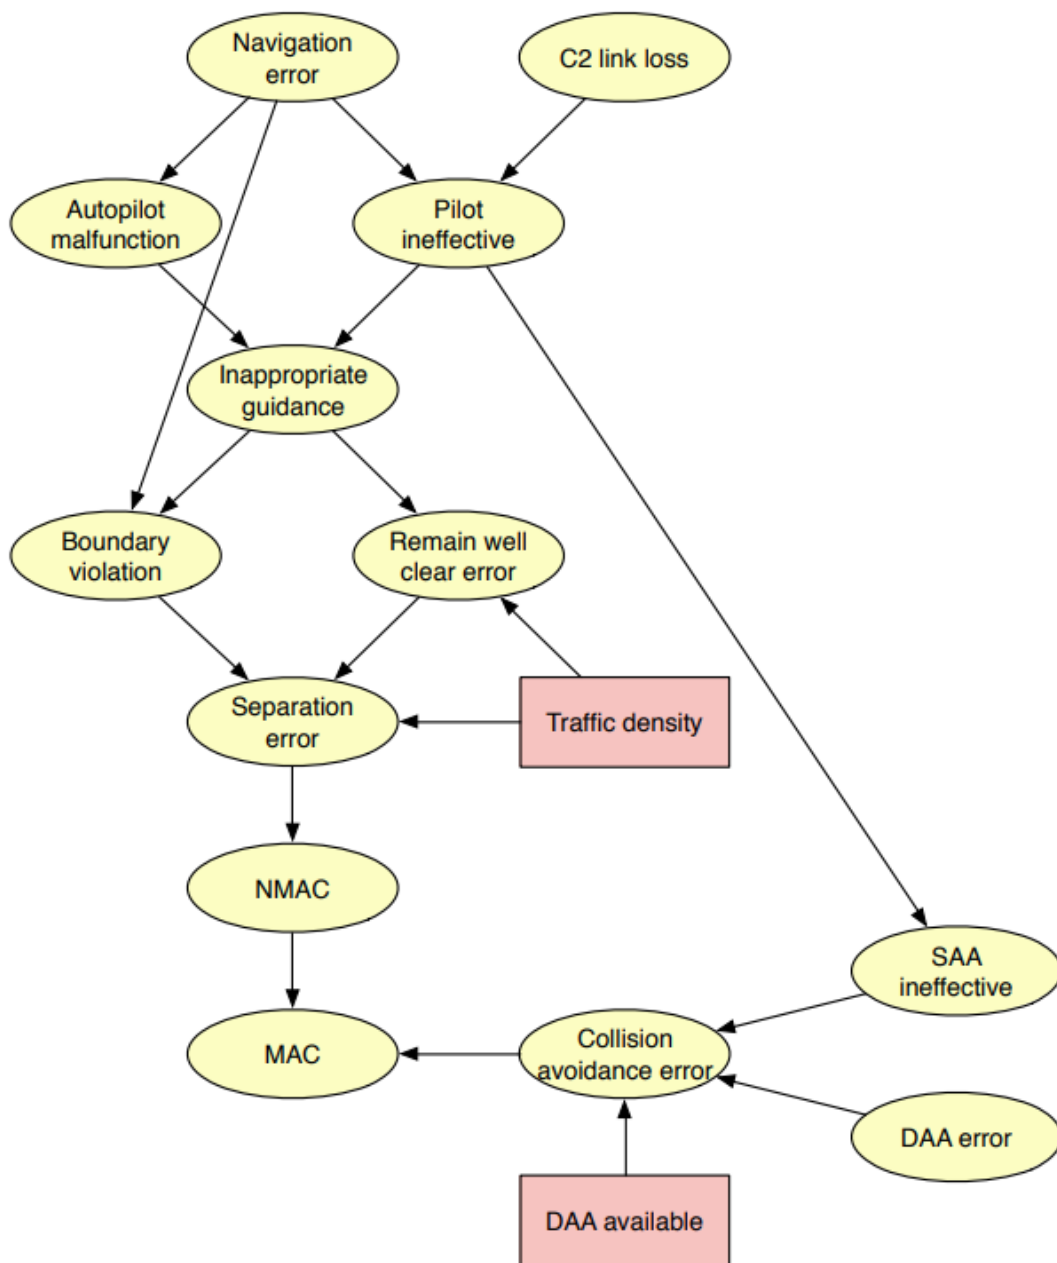 Navigation
error
C2 link loss
Autopilot
malfunction
Pilot
ineffective
Inappropriate
guidance
Boundary
violation
Remain well
clear error
Separation
error
Traffic density
NMAC
SAA
ineffective
MAC
Collision
avoidance error
DAA error
DAA available